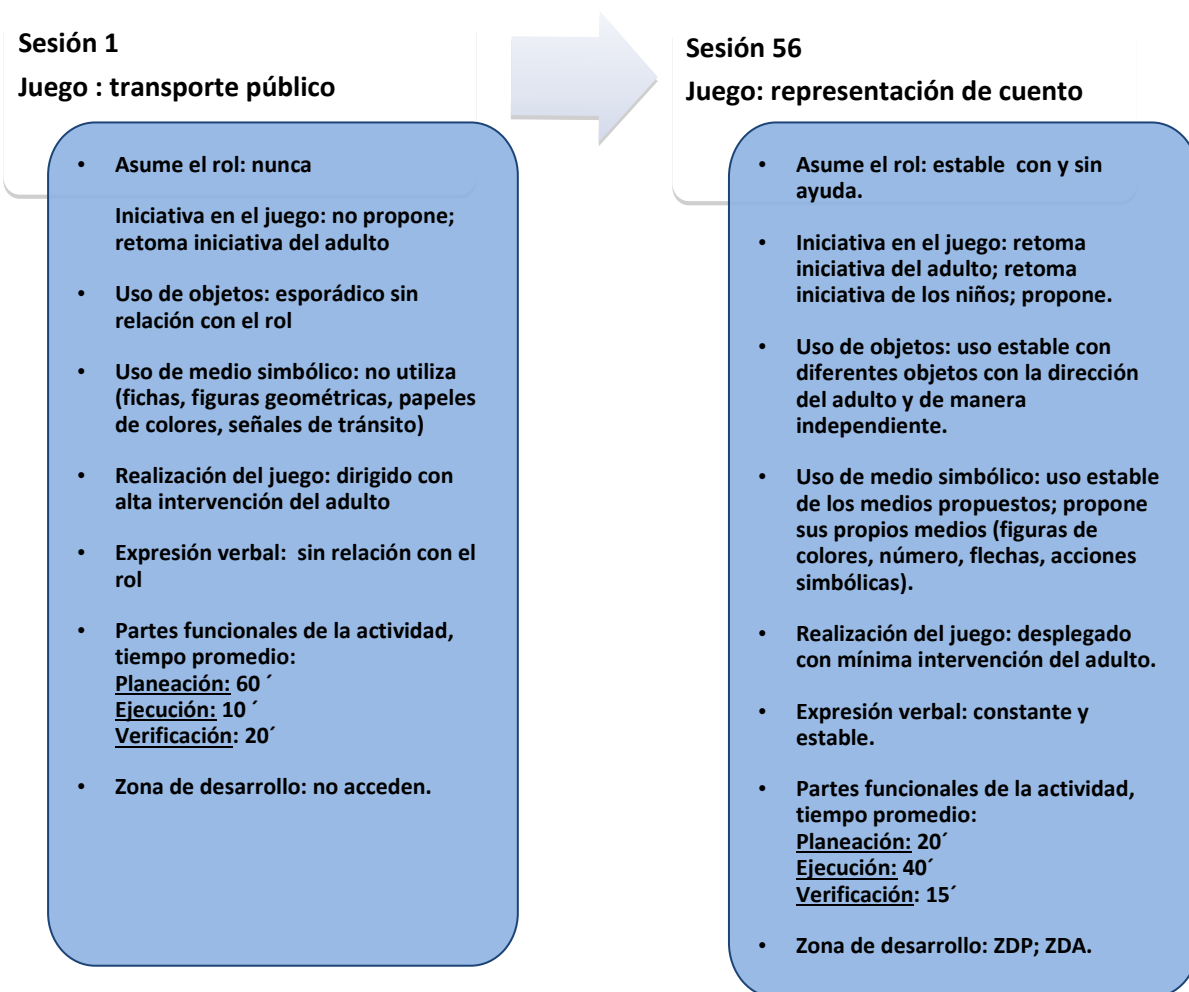 Sesión 1
Juego : transporte público
• Asume el rol: nunca
Iniciativa en el juego: no propone;
retoma iniciativa del adulto
• Uso de objetos: esporádico sin
relación con el rol
• Uso de medio simbólico: no utiliza
(fichas, figuras geométricas, papeles
de colores, señales de tránsito)
• Realización del juego: dirigido con
alta intervención del adulto
• Expresión verbal: sin relación con el
rol
• Partes funcionales de la actividad,
tiempo promedio:
Planeación: 60 ´
Ejecución: 10 ´
Verificación: 20´
• Zona de desarrollo: no acceden.
Sesión 56
Juego: representación de cuento
• Asume el rol: estable con y sin
ayuda.
• Iniciativa en el juego: retoma
iniciativa del adulto; retoma
iniciativa de los niños; propone.
• Uso de objetos: uso estable con
diferentes objetos con la dirección
del adulto y de manera
independiente.
• Uso de medio simbólico: uso estable
de los medios propuestos; propone
sus propios medios (figuras de
colores, número, flechas, acciones
simbólicas).
• Realización del juego: desplegado
con mínima intervención del adulto.
• Expresión verbal: constante y
estable.
• Partes funcionales de la actividad,
tiempo promedio:
Planeación: 20´
Ejecución: 40´
Verificación: 15´
• Zona de desarrollo: ZDP; ZDA.